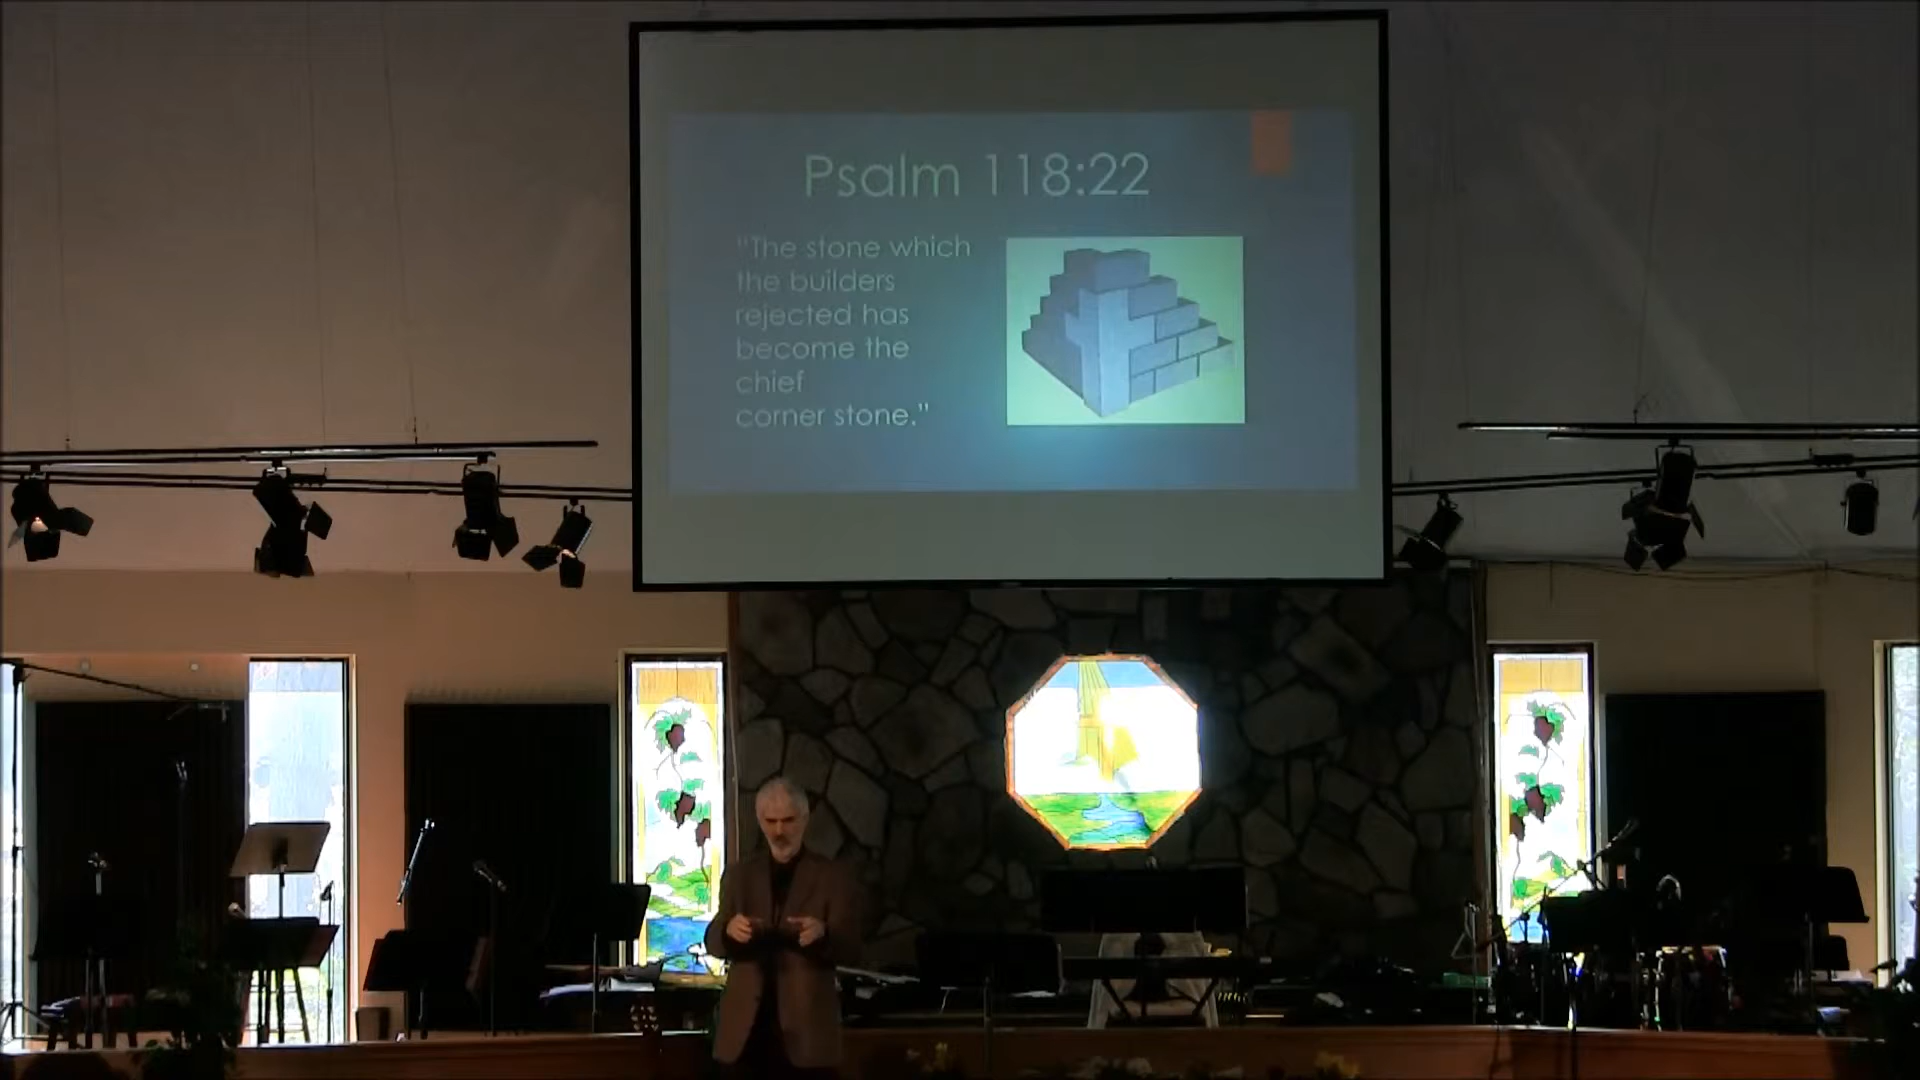 Psalm 118:22
"The stone which
the builders
rejected has
become the
chief
corner stone."